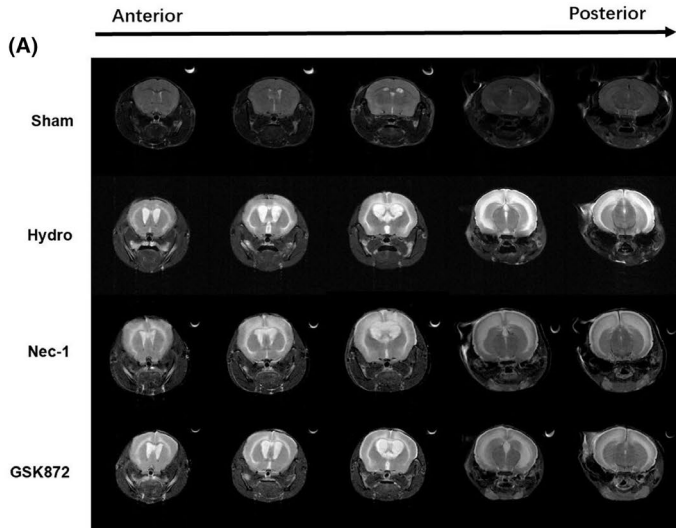 Anterior
Posterior
(A)
Sham
Hydro
Nec-1
GSK872